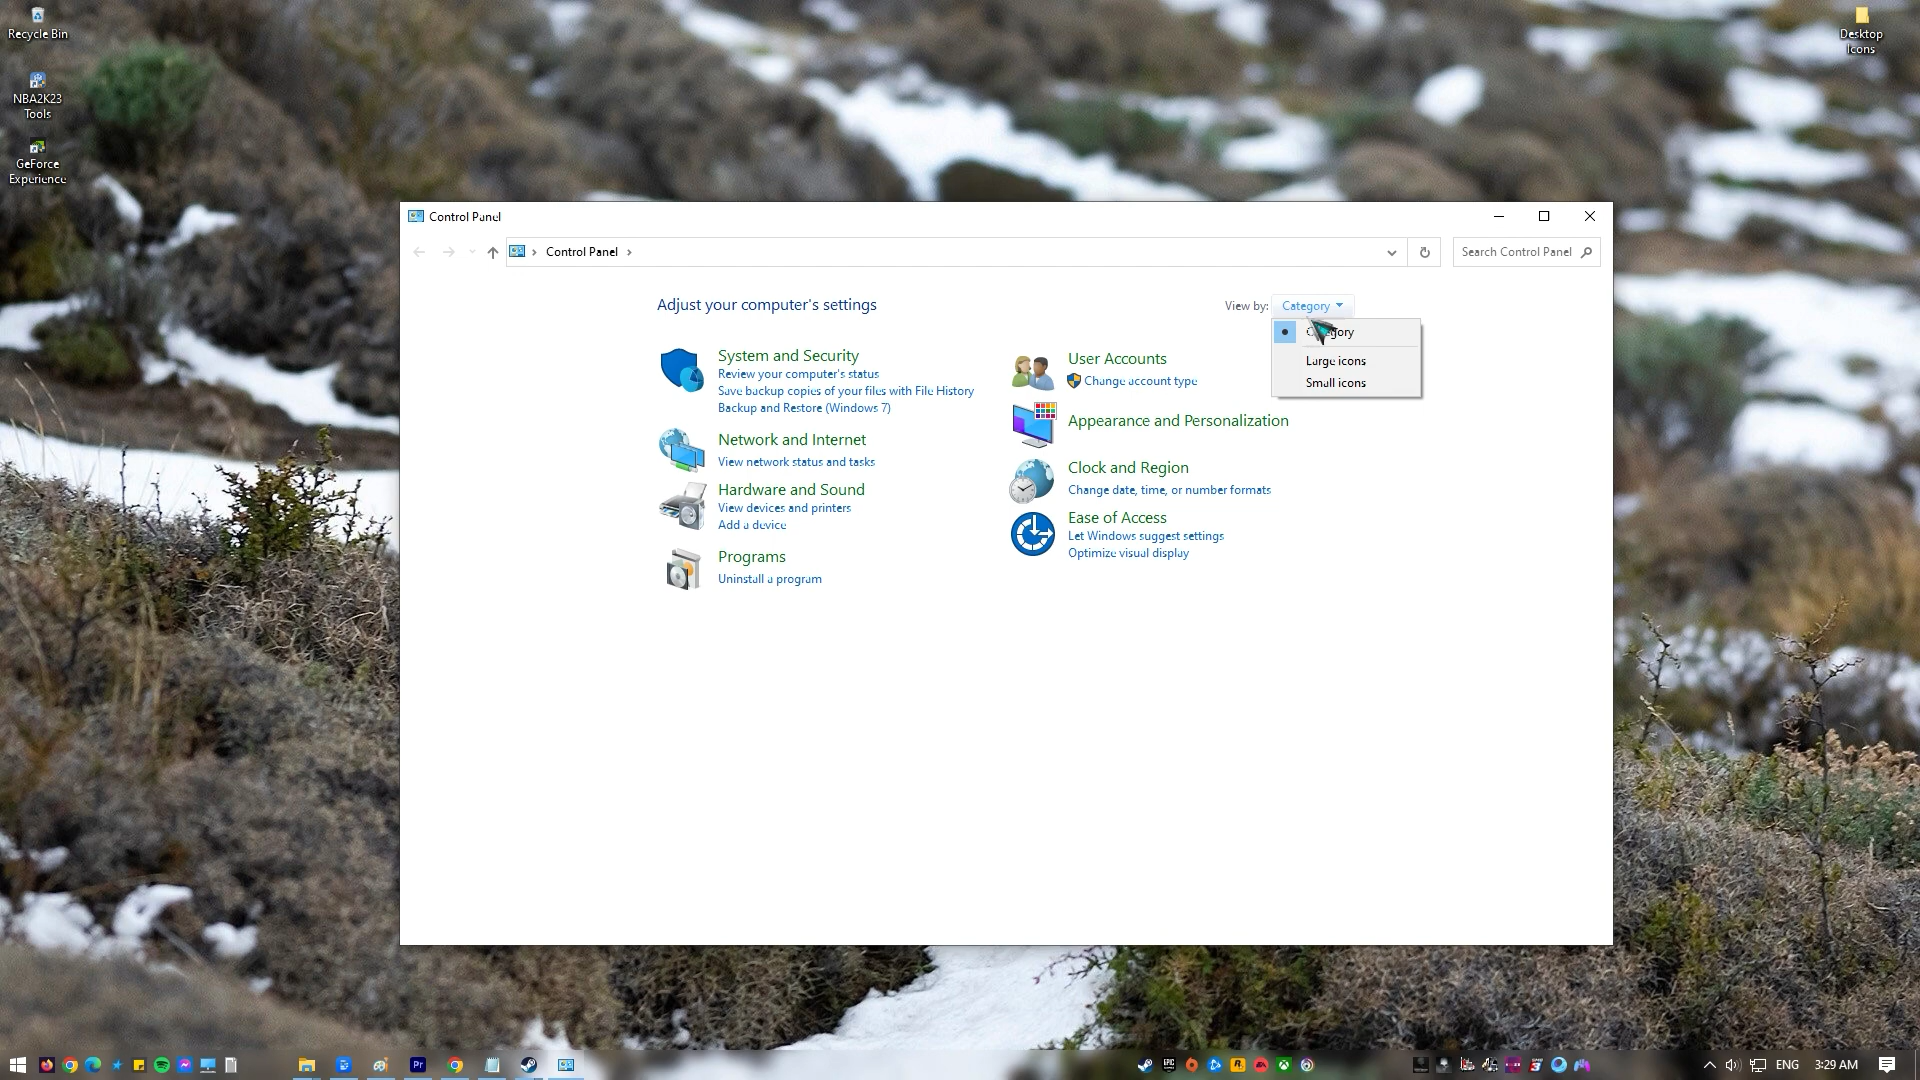 Recycle Bin
NBA2K23
Tools
GeForce
Experience
Desktop
Icons
Control Panel
Control Panel
Search Control Panel
Adjust your computer's settings
View by:
Category
Large icons
Small icons
System and Security
Review your computer's status
Save backup copies of your files with File History
Backup and Restore (Windows 7)
Network and Internet
View network status and tasks
Hardware and Sound
View devices and printers
Add a device
Programs
Uninstall a program
User Accounts
Change account type
Appearance and Personalization
Clock and Region
Change date, time, or number formats
Ease of Access
Let Windows suggest settings
Optimize visual display
Pr
EPIC
R
ENG
3:29 AM